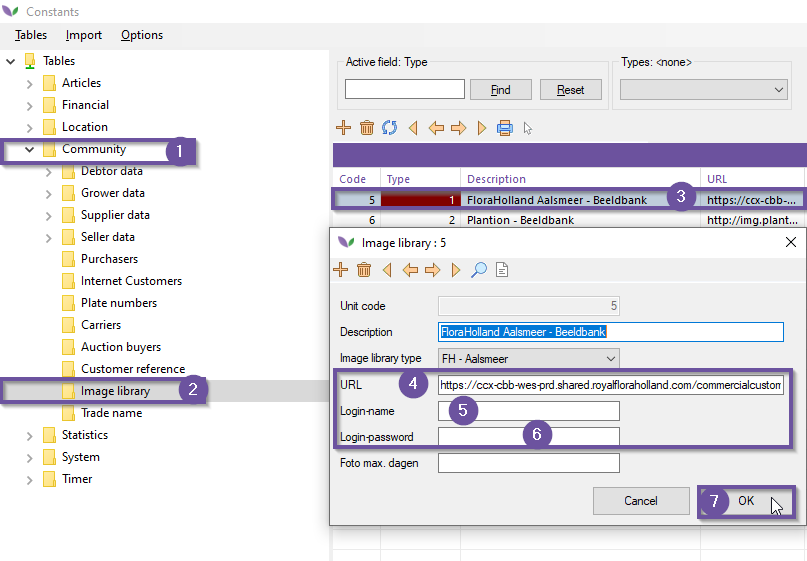 Constants
Tables Import Options
Tables
Articles
Financial
Location
Community 1
Debtor data
Grower data
Supplier data
Seller data
Purchasers
Internet Customers
Plate numbers
Carriers
Auction buyers
Customer reference
Image library 2
Trade name
Statistics
System
Timer
Active field: Type
Find Reset
Types: <none>
Code Type Description URL
5 1 FloraHolland Aalsmeer - Beeldbank 3 https://ccx-cbb-...
6 2 Plantion - Beeldbank http://img.plant...
Image library : 5
Unit code 5
Description FloraHolland Aalsmeer - Beeldbank
Image library type FH - Aalsmeer
URL 4 https://ccx-cbb-wes-prd.shared.royalfloraholland.com/commercialcustom
Login-name 5
Login-password 6
Foto max. dagen
Cancel 7 OK